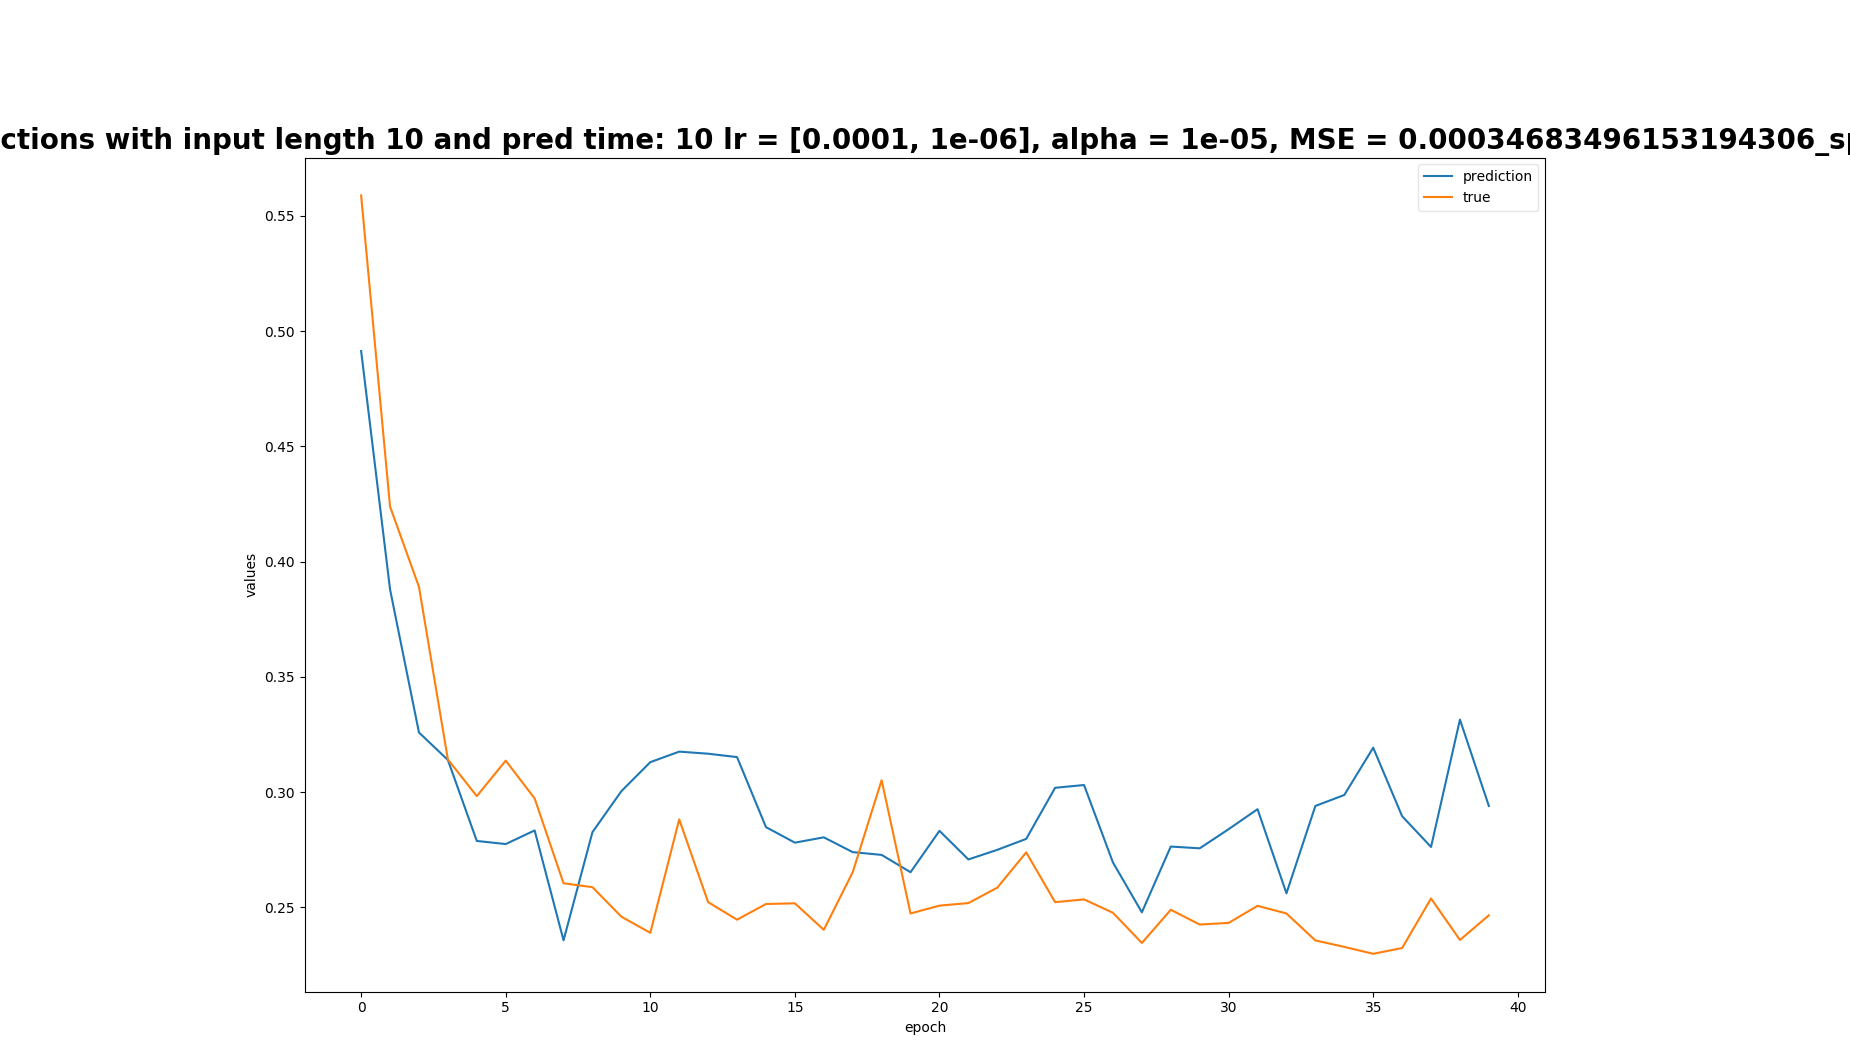 ctions with input length 10 and pred time: 10 lr = [0.0001, 1e-06], alpha = 1e-05, MSE = 0.00034683496153194306_sp
prediction
true
0.55
0.50
0.45
0.40
0.35
0.30
0.25
values
0 5 10 15 20 25 30 35 40
epoch